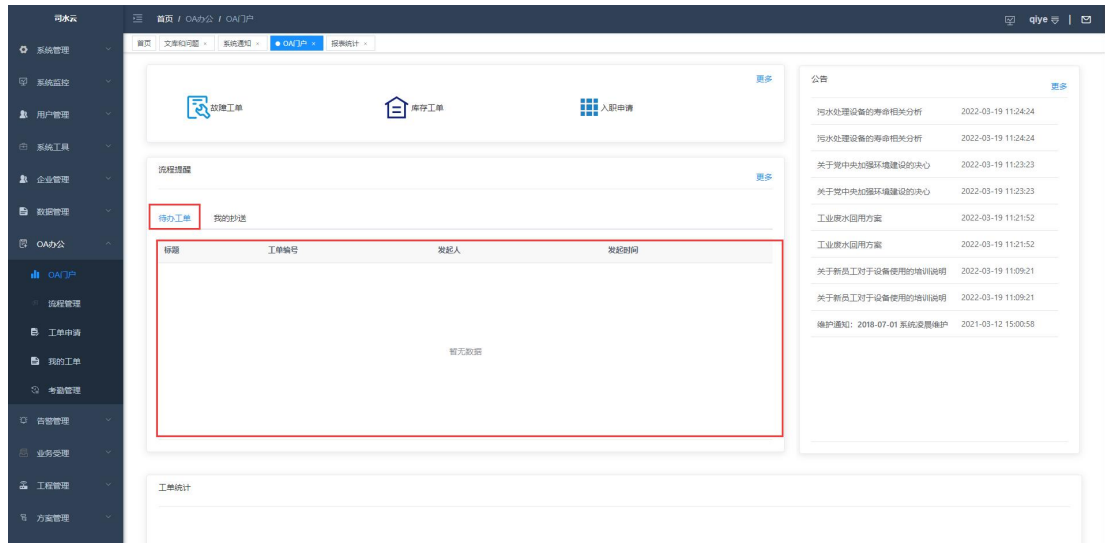 司水云
首页 / OA办公 / OA门户
qiye
首页 文库和问题 × 系统通知 × OA门户 × 报表统计 ×
系统管理
系统监控
用户管理
系统工具
企业管理
数据管理
OA办公
OA门户
流程管理
工单申请
我的工单
考勤管理
告警管理
业务受理
工程管理
方案管理
更多
故障工单 库存工单 入职申请
流程提醒
更多
待办工单 我的抄送
标题 工单编号 发起人 发起时间
暂无数据
工单统计
公告
更多
污水处理设备的寿命相关分析 2022-03-19 11:24:24
污水处理设备的寿命相关分析 2022-03-19 11:24:24
关于党中央加强环境建设的决心 2022-03-19 11:23:23
关于党中央加强环境建设的决心 2022-03-19 11:23:23
工业废水回用方案 2022-03-19 11:21:52
工业废水回用方案 2022-03-19 11:21:52
关于新员工对于设备使用的培训说明 2022-03-19 11:09:21
关于新员工对于设备使用的培训说明 2022-03-19 11:09:21
维护通知：2018-07-01 系统凌晨维护 2021-03-12 15:00:58